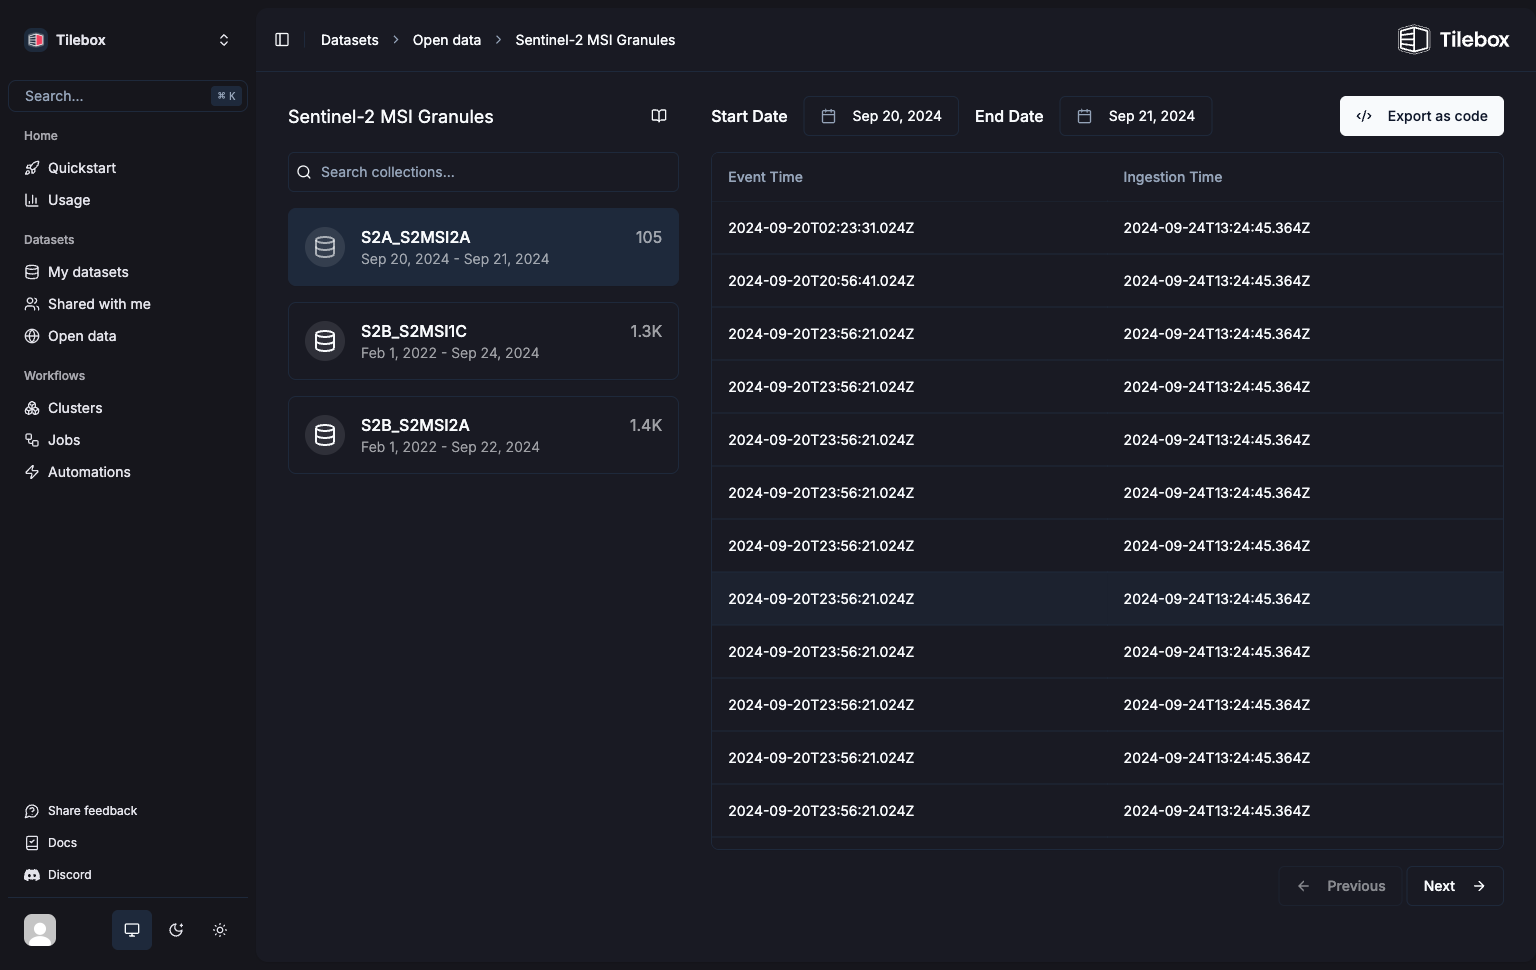 Tilebox
Search...
⌘ K
Home
Quickstart
Usage
Datasets
My datasets
Shared with me
Open data
Workflows
Clusters
Jobs
Automations
Share feedback
Docs
Discord
Datasets > Open data > Sentinel-2 MSI Granules
Tilebox
Sentinel-2 MSI Granules
Search collections...
S2A_S2MSI2A 105
Sep 20, 2024 - Sep 21, 2024
S2B_S2MSI1C 1.3K
Feb 1, 2022 - Sep 24, 2024
S2B_S2MSI2A 1.4K
Feb 1, 2022 - Sep 22, 2024
Start Date Sep 20, 2024 End Date Sep 21, 2024 Export as code
Event Time Ingestion Time
2024-09-20T02:23:31.024Z 2024-09-24T13:24:45.364Z
2024-09-20T20:56:41.024Z 2024-09-24T13:24:45.364Z
2024-09-20T23:56:21.024Z 2024-09-24T13:24:45.364Z
2024-09-20T23:56:21.024Z 2024-09-24T13:24:45.364Z
2024-09-20T23:56:21.024Z 2024-09-24T13:24:45.364Z
2024-09-20T23:56:21.024Z 2024-09-24T13:24:45.364Z
2024-09-20T23:56:21.024Z 2024-09-24T13:24:45.364Z
2024-09-20T23:56:21.024Z 2024-09-24T13:24:45.364Z
2024-09-20T23:56:21.024Z 2024-09-24T13:24:45.364Z
2024-09-20T23:56:21.024Z 2024-09-24T13:24:45.364Z
2024-09-20T23:56:21.024Z 2024-09-24T13:24:45.364Z
2024-09-20T23:56:21.024Z 2024-09-24T13:24:45.364Z
Previous Next